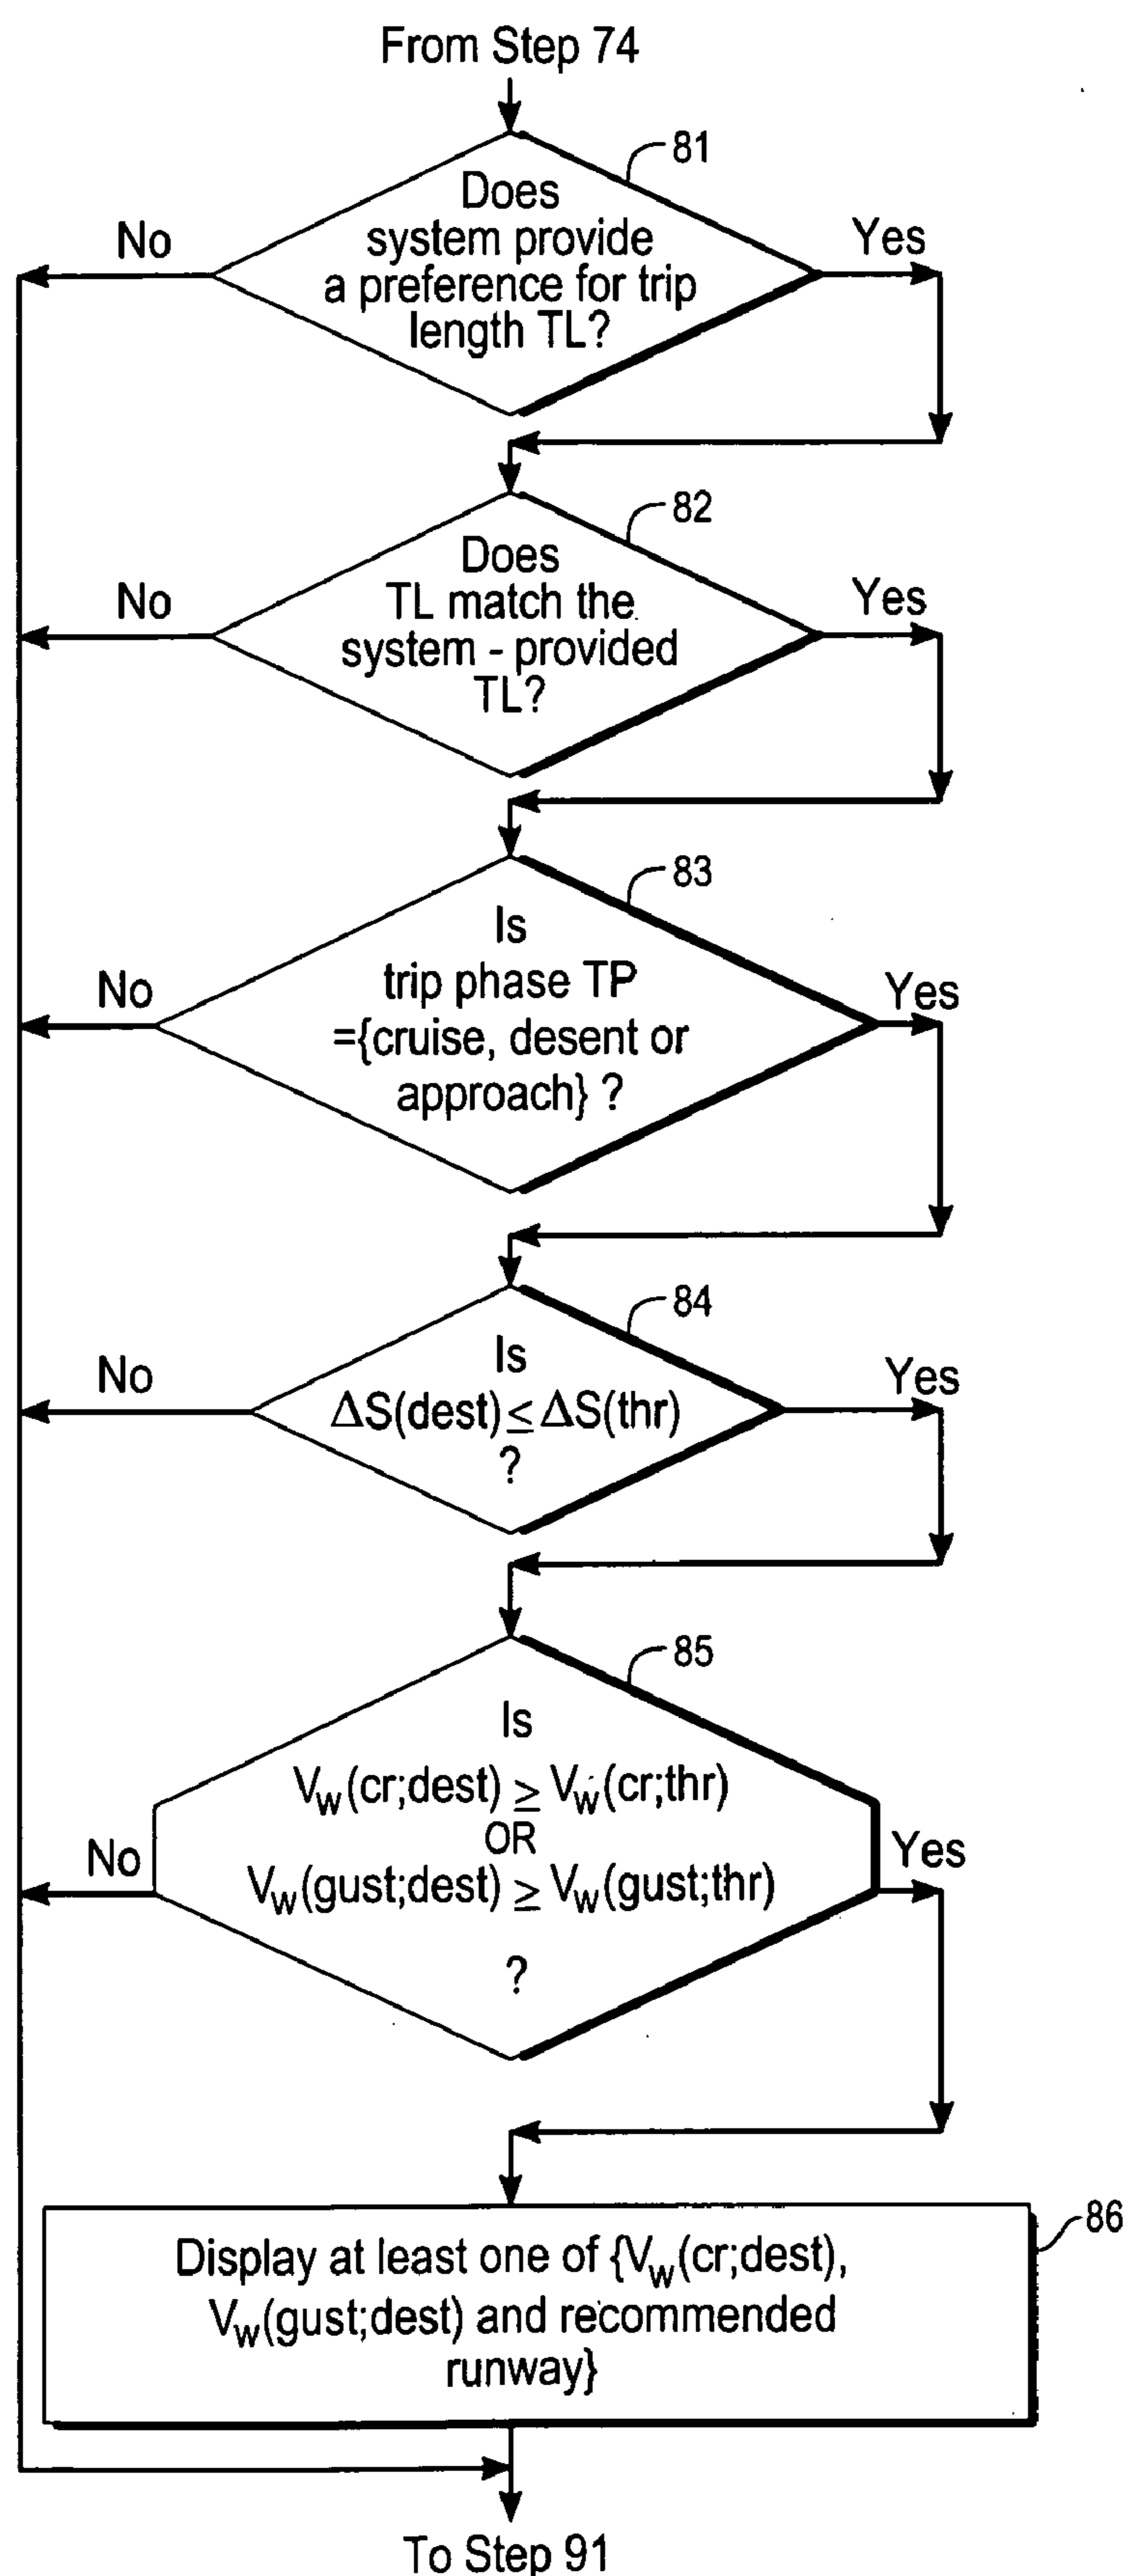 From Step 74
81
Does
system provide
a preference for trip
length TL?
No
Yes
82
Does
TL match the
system - provided
TL?
No
Yes
83
Is
trip phase TP
={cruise, desent or
approach} ?
No
Yes
84
Is
ΔS(dest) ≤ ΔS(thr)
?
No
Yes
85
Is
Vw(cr;dest) ≥ Vw(cr;thr)
OR
Vw(gust;dest) ≥ Vw(gust;thr)
?
No
Yes
86
Display at least one of {Vw(cr;dest),
Vw(gust;dest) and recommended
runway}
To Step 91